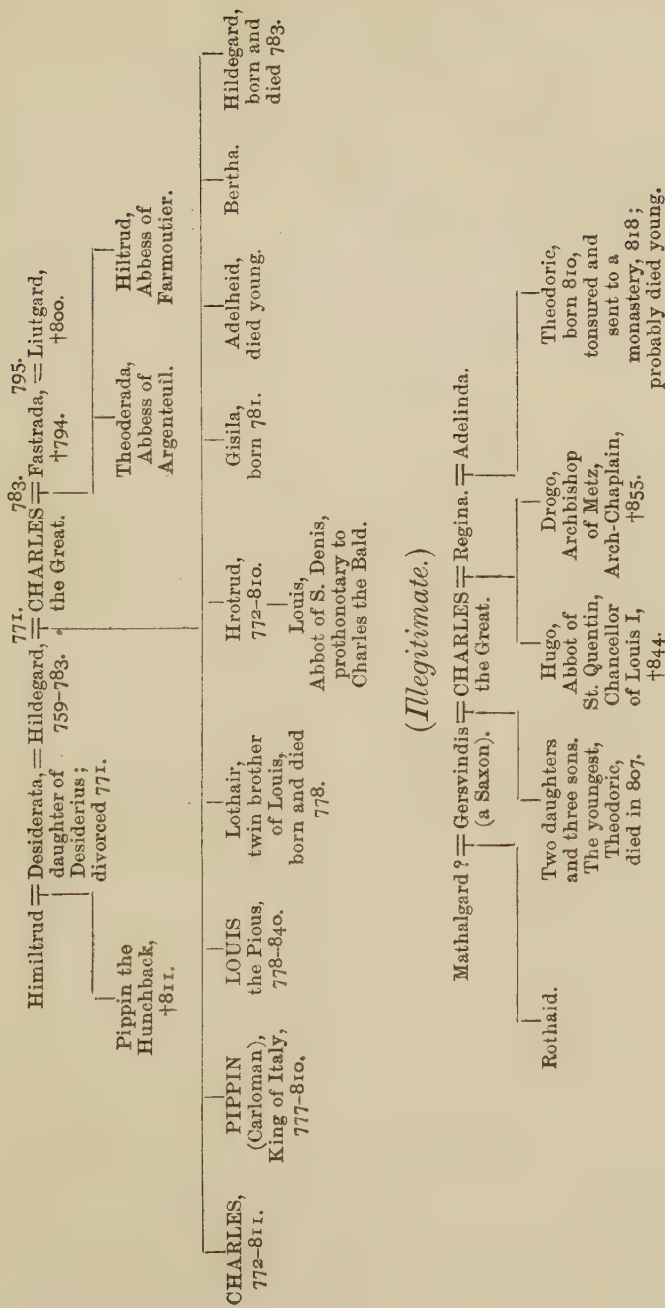 771. 783. 795.
Himiltrud = Desiderata, = Hildegard, = CHARLES = Fastrada, = Liutgard,
daughter of
Desiderius;
divorced 771.
759–783.
the Great.
†794.
†800.
Pippin the
Hunchback,
†811.
Theoderada,
Abbess of
Argenteuil.
Hiltrud,
Abbess of
Farmoutier.
CHARLES,
772–811.
PIPPIN
(Carloman),
King of Italy,
777–810.
LOUIS
the Pious,
778–840.
Lothair,
twin brother
of Louis,
born and died
778.
Hrotrud,
772–810.
Louis,
Abbot of S. Denis,
prothonotary to
Charles the Bald.
Gisila,
born 781.
Adelheid,
died young.
Bertha.
Hildegard,
born and
died 783.
(Illegitimate.)
Mathalgard ? = Gersvindis = CHARLES = Regina. = Adelinda.
(a Saxon).
the Great.
Rothaid.
Two daughters
and three sons.
The youngest,
Theodoric,
died in 807.
Hugo,
Abbot of
St. Quentin,
Chancellor
of Louis I,
†844.
Drogo,
Archbishop
of Metz,
Arch-Chaplain,
†855.
Theodoric,
born 810,
tonsured and
sent to a
monastery, 818;
probably died young.